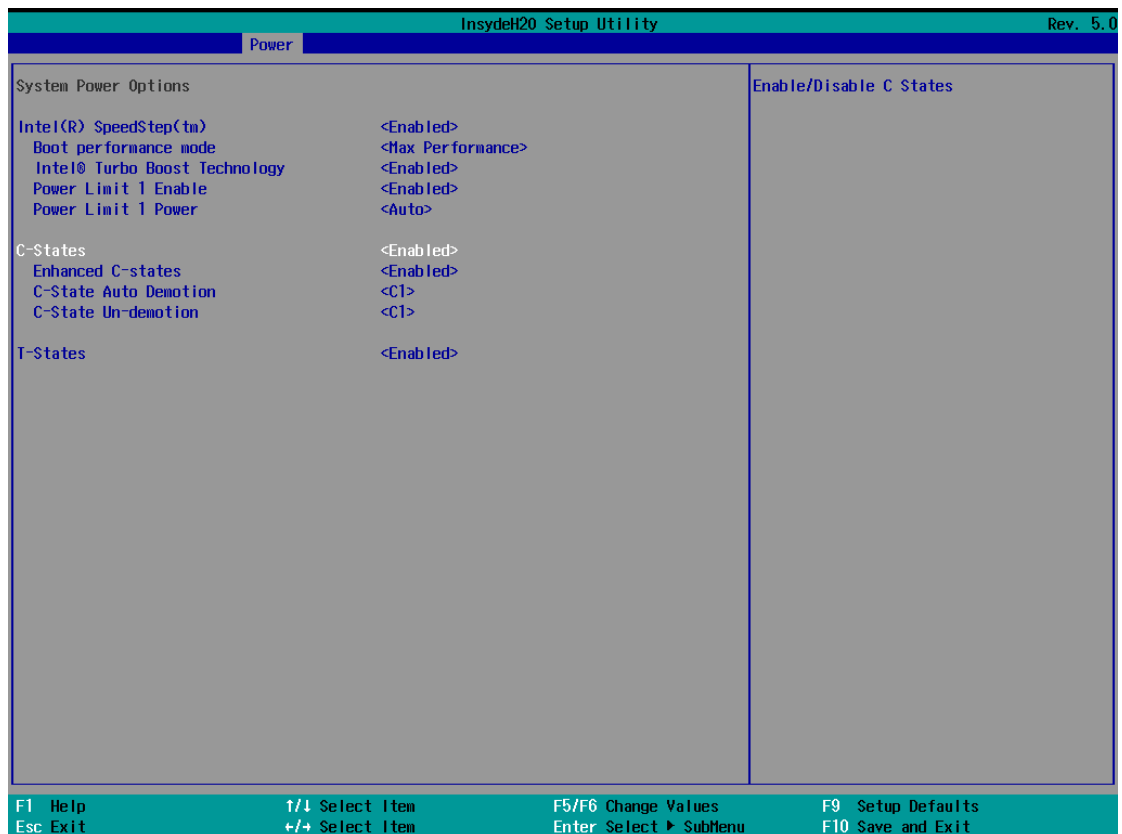 InsydeH2O Setup Utility Rev. 5.0
Power
System Power Options
Enable/Disable C States
Intel(R) SpeedStep(tm) <Enabled>
Boot performance mode <Max Performance>
Intel® Turbo Boost Technology <Enabled>
Power Limit 1 Enable <Enabled>
Power Limit 1 Power <Auto>
C-States <Enabled>
Enhanced C-states <Enabled>
C-State Auto Demotion <C1>
C-State Un-demotion <C1>
T-States <Enabled>
F1 Help ↑/↓ Select Item F5/F6 Change Values F9 Setup Defaults
Esc Exit ←/→ Select Item Enter Select ▶ SubMenu F10 Save and Exit